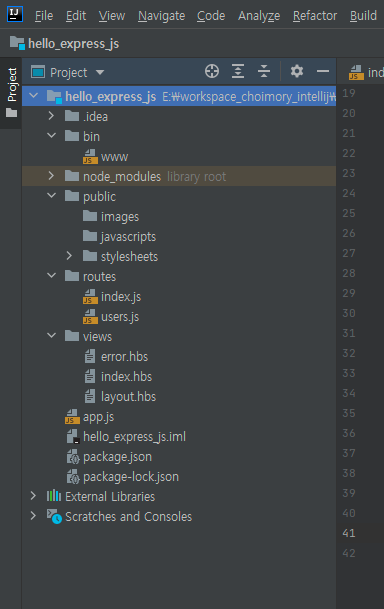 IJ File Edit View Navigate Code Analyze Refactor Build
hello_express_js
Project
Project
ind
hello_express_js E:₩workspace_choimory_intellij₩
.idea
bin
www
node_modules library root
public
images
javascripts
stylesheets
routes
index.js
users.js
views
error.hbs
index.hbs
layout.hbs
app.js
hello_express_js.iml
package.json
package-lock.json
External Libraries
Scratches and Consoles
19
20
21
22
23
24
25
26
27
28
29
30
31
32
33
34
35
36
37
38
39
40
41
42